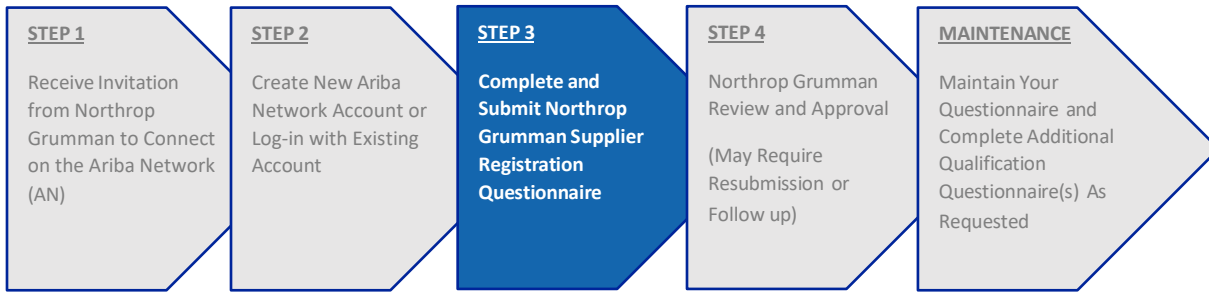 STEP 1
Receive Invitation
from Northrop
Grumman to Connect
on the Ariba Network
(AN)
STEP 2
Create New Ariba
Network Account or
Log-in with Existing
Account
STEP 3
Complete and
Submit Northrop
Grumman Supplier
Registration
Questionnaire
STEP 4
Northrop Grumman
Review and Approval
(May Require
Resubmission or
Follow up)
MAINTENANCE
Maintain Your
Questionnaire and
Complete Additional
Qualification
Questionnaire(s) As
Requested